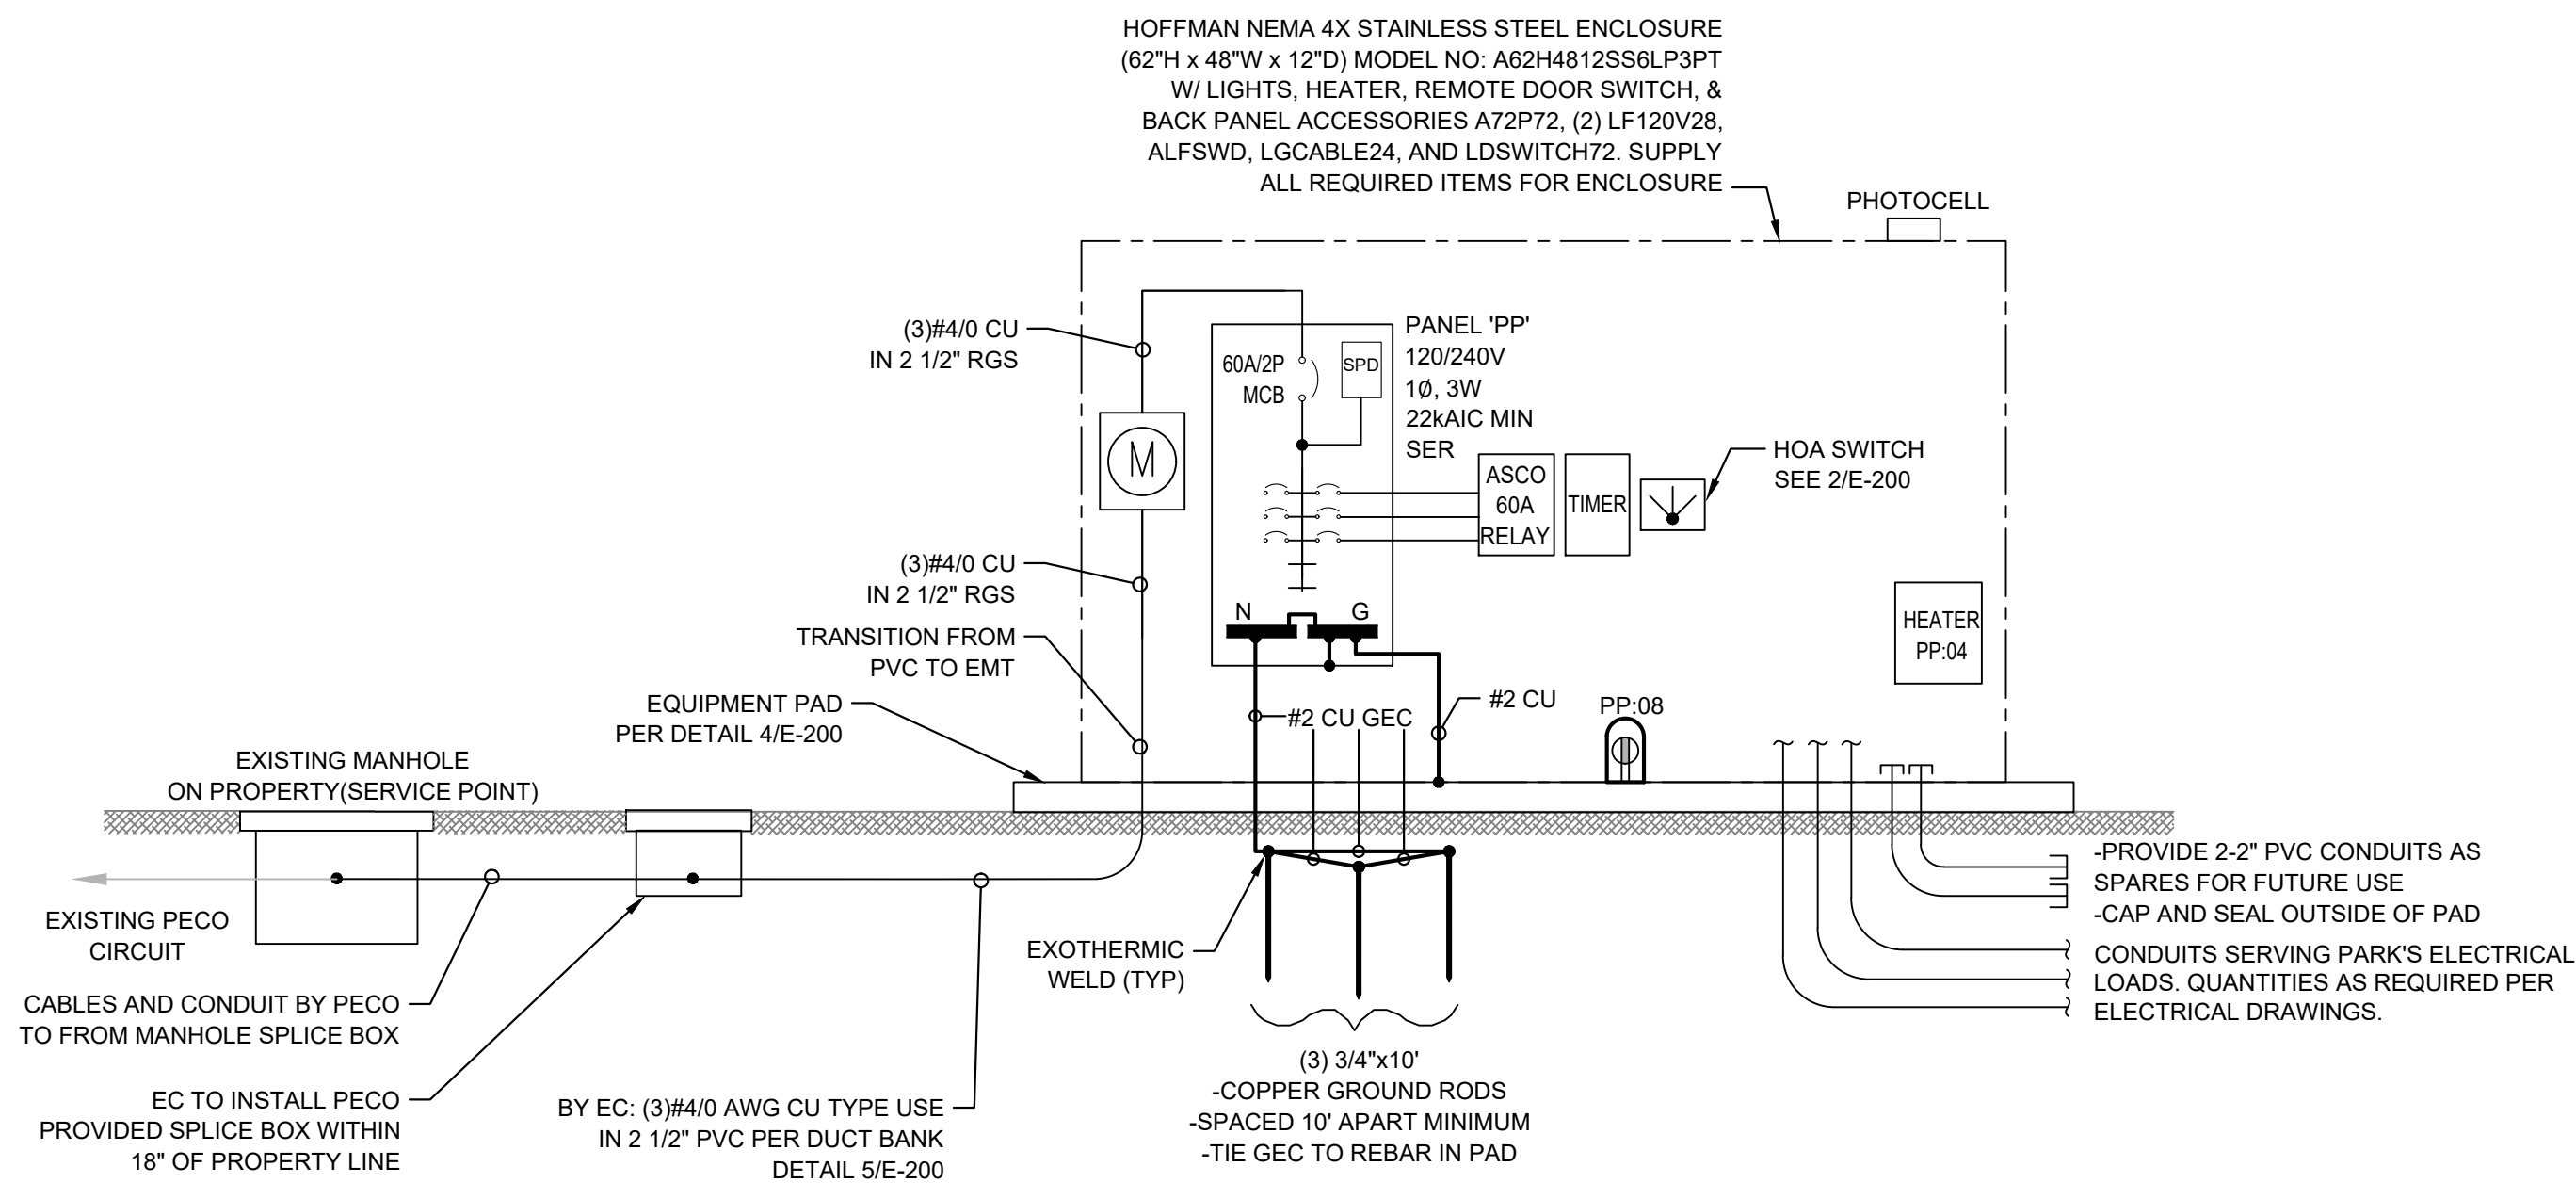 HOFFMAN NEMA 4X STAINLESS STEEL ENCLOSURE
(62"H x 48"W x 12"D) MODEL NO: A62H4812SS6LP3PT
W/ LIGHTS, HEATER, REMOTE DOOR SWITCH, &
BACK PANEL ACCESSORIES A72P72, (2) LF120V28,
ALFSWD, LGCABLE24, AND LDSWITCH72. SUPPLY
ALL REQUIRED ITEMS FOR ENCLOSURE
PHOTOCELL
(3)#4/0 CU
IN 2 1/2" RGS
60A/2P
MCB
SPD
PANEL 'PP'
120/240V
1Ø, 3W
22kAIC MIN
SER
M
ASCO
60A
RELAY
TIMER
HOA SWITCH
SEE 2/E-200
(3)#4/0 CU
IN 2 1/2" RGS
N
G
HEATER
PP:04
TRANSITION FROM
PVC TO EMT
EQUIPMENT PAD
PER DETAIL 4/E-200
#2 CU GEC
#2 CU
PP:08
EXISTING MANHOLE
ON PROPERTY(SERVICE POINT)
EXISTING PECO
CIRCUIT
CABLES AND CONDUIT BY PECO
TO FROM MANHOLE SPLICE BOX
EC TO INSTALL PECO
PROVIDED SPLICE BOX WITHIN
18" OF PROPERTY LINE
BY EC: (3)#4/0 AWG CU TYPE USE
IN 2 1/2" PVC PER DUCT BANK
DETAIL 5/E-200
EXOTHERMIC
WELD (TYP)
(3) 3/4"x10'
-COPPER GROUND RODS
-SPACED 10' APART MINIMUM
-TIE GEC TO REBAR IN PAD
-PROVIDE 2-2" PVC CONDUITS AS
SPARES FOR FUTURE USE
-CAP AND SEAL OUTSIDE OF PAD
CONDUITS SERVING PARK'S ELECTRICAL
LOADS. QUANTITIES AS REQUIRED PER
ELECTRICAL DRAWINGS.